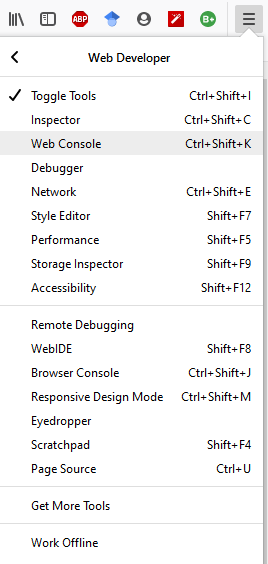 ABP
B+
Web Developer
Toggle Tools Ctrl+Shift+I
Inspector Ctrl+Shift+C
Web Console Ctrl+Shift+K
Debugger
Network Ctrl+Shift+E
Style Editor Shift+F7
Performance Shift+F5
Storage Inspector Shift+F9
Accessibility Shift+F12
Remote Debugging
WebIDE Shift+F8
Browser Console Ctrl+Shift+J
Responsive Design Mode Ctrl+Shift+M
Eyedropper
Scratchpad Shift+F4
Page Source Ctrl+U
Get More Tools
Work Offline